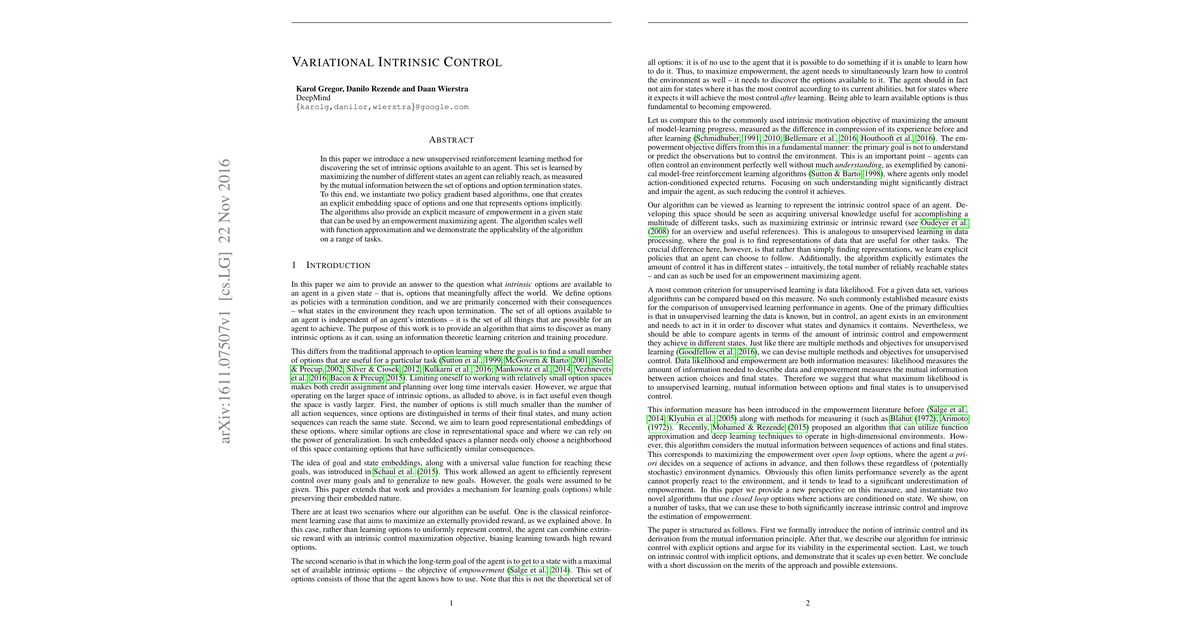 arXiv:1611.07507v1 [cs.LG] 22 Nov 2016
VARIATIONAL INTRINSIC CONTROL
Karol Gregor, Danilo Rezende and Daan Wierstra
DeepMind
{karolg,danilor,wierstra}@google.com
ABSTRACT
In this paper we introduce a new unsupervised reinforcement learning method for
discovering the set of intrinsic options available to an agent. This set is learned by
maximizing the number of different states an agent can reliably reach, as measured
by the mutual information between the set of options and option termination states.
To this end, we instantiate two policy gradient based algorithms, one that creates
an explicit embedding space of options and one that represents options implicitly.
The algorithms also provide an explicit measure of empowerment in a given state
that can be used by an empowerment maximizing agent. The algorithm scales well
with function approximation and we demonstrate the applicability of the algorithm
on a range of tasks.
1 INTRODUCTION
In this paper we aim to provide an answer to the question what intrinsic options are available to
an agent in a given state – that is, options that meaningfully affect the world. We define options
as policies with a termination condition, and we are primarily concerned with their consequences
– what states in the environment they reach upon termination. The set of all options available to
an agent is independent of an agent's intentions – it is the set of all things that are possible for an
agent to achieve. The purpose of this work is to provide an algorithm that aims to discover as many
intrinsic options as it can, using an information theoretic learning criterion and training procedure.
This differs from the traditional approach to option learning where the goal is to find a small number
of options that are useful for a particular task (Sutton et al., 1999; McGovern & Barto, 2001; Stolle
& Precup, 2002; Silver & Ciosek, 2012; Kulkarni et al., 2016; Mankowitz et al., 2014; Vezhnevets
et al., 2016; Bacon & Precup, 2015). Limiting oneself to working with relatively small option spaces
makes both credit assignment and planning over long time intervals easier. However, we argue that
operating on the larger space of intrinsic options, as alluded to above, is in fact useful even though
the space is vastly larger. First, the number of options is still much smaller than the number of
all action sequences, since options are distinguished in terms of their final states, and many action
sequences can reach the same state. Second, we aim to learn good representational embeddings of
these options, where similar options are close in representational space and where we can rely on
the power of generalization. In such embedded spaces a planner needs only choose a neighborhood
of this space containing options that have sufficiently similar consequences.
The idea of goal and state embeddings, along with a universal value function for reaching these
goals, was introduced in Schaul et al. (2015). This work allowed an agent to efficiently represent
control over many goals and to generalize to new goals. However, the goals were assumed to be
given. This paper extends that work and provides a mechanism for learning goals (options) while
preserving their embedded nature.
There are at least two scenarios where our algorithm can be useful. One is the classical reinforce-
ment learning case that aims to maximize an externally provided reward, as we explained above. In
this case, rather than learning options to uniformly represent control, the agent can combine extrin-
sic reward with an intrinsic control maximization objective, biasing learning towards high reward
options.
The second scenario is that in which the long-term goal of the agent is to get to a state with a maximal
set of available intrinsic options – the objective of empowerment (Salge et al., 2014). This set of
options consists of those that the agent knows how to use. Note that this is not the theoretical set of
1
all options: it is of no use to the agent that it is possible to do something if it is unable to learn how
to do it. Thus, to maximize empowerment, the agent needs to simultaneously learn how to control
the environment as well – it needs to discover the options available to it. The agent should in fact
not aim for states where it has the most control according to its current abilities, but for states where
it expects it will achieve the most control after learning. Being able to learn available options is thus
fundamental to becoming empowered.
Let us compare this to the commonly used intrinsic motivation objective of maximizing the amount
of model-learning progress, measured as the difference in compression of its experience before and
after learning (Schmidhuber, 1991; 2010; Bellemare et al., 2016; Houthooft et al., 2016). The em-
powerment objective differs from this in a fundamental manner: the primary goal is not to understand
or predict the observations but to control the environment. This is an important point – agents can
often control an environment perfectly well without much understanding, as exemplified by canoni-
cal model-free reinforcement learning algorithms (Sutton & Barto, 1998), where agents only model
action-conditioned expected returns. Focusing on such understanding might significantly distract
and impair the agent, as such reducing the control it achieves.
Our algorithm can be viewed as learning to represent the intrinsic control space of an agent. De-
veloping this space should be seen as acquiring universal knowledge useful for accomplishing a
multitude of different tasks, such as maximizing extrinsic or intrinsic reward (see Oudeyer et al.
(2008) for an overview and useful references). This is analogous to unsupervised learning in data
processing, where the goal is to find representations of data that are useful for other tasks. The
crucial difference here, however, is that rather than simply finding representations, we learn explicit
policies that an agent can choose to follow. Additionally, the algorithm explicitly estimates the
amount of control it has in different states – intuitively, the total number of reliably reachable states
– and can as such be used for an empowerment maximizing agent.
A most common criterion for unsupervised learning is data likelihood. For a given data set, various
algorithms can be compared based on this measure. No such commonly established measure exists
for the comparison of unsupervised learning performance in agents. One of the primary difficulties
is that in unsupervised learning the data is known, but in control, an agent exists in an environment
and needs to act in it in order to discover what states and dynamics it contains. Nevertheless, we
should be able to compare agents in terms of the amount of intrinsic control and empowerment
they achieve in different states. Just like there are multiple methods and objectives for unsupervised
learning (Goodfellow et al., 2016), we can devise multiple methods and objectives for unsupervised
control. Data likelihood and empowerment are both information measures: likelihood measures the
amount of information needed to describe data and empowerment measures the mutual information
between action choices and final states. Therefore we suggest that what maximum likelihood is
to unsupervised learning, mutual information between options and final states is to unsupervised
control.
This information measure has been introduced in the empowerment literature before (Salge et al.,
2014; Klyubin et al., 2005) along with methods for measuring it (such as Blahut (1972); Arimoto
(1972)). Recently, Mohamed & Rezende (2015) proposed an algorithm that can utilize function
approximation and deep learning techniques to operate in high-dimensional environments. How-
ever, this algorithm considers the mutual information between sequences of actions and final states.
This corresponds to maximizing the empowerment over open loop options, where the agent a pri-
ori decides on a sequence of actions in advance, and then follows these regardless of (potentially
stochastic) environment dynamics. Obviously this often limits performance severely as the agent
cannot properly react to the environment, and it tends to lead to a significant underestimation of
empowerment. In this paper we provide a new perspective on this measure, and instantiate two
novel algorithms that use closed loop options where actions are conditioned on state. We show, on
a number of tasks, that we can use these to both significantly increase intrinsic control and improve
the estimation of empowerment.
The paper is structured as follows. First we formally introduce the notion of intrinsic control and its
derivation from the mutual information principle. After that, we describe our algorithm for intrinsic
control with explicit options and argue for its viability in the experimental section. Last, we touch
on intrinsic control with implicit options, and demonstrate that it scales up even better. We conclude
with a short discussion on the merits of the approach and possible extensions.
2